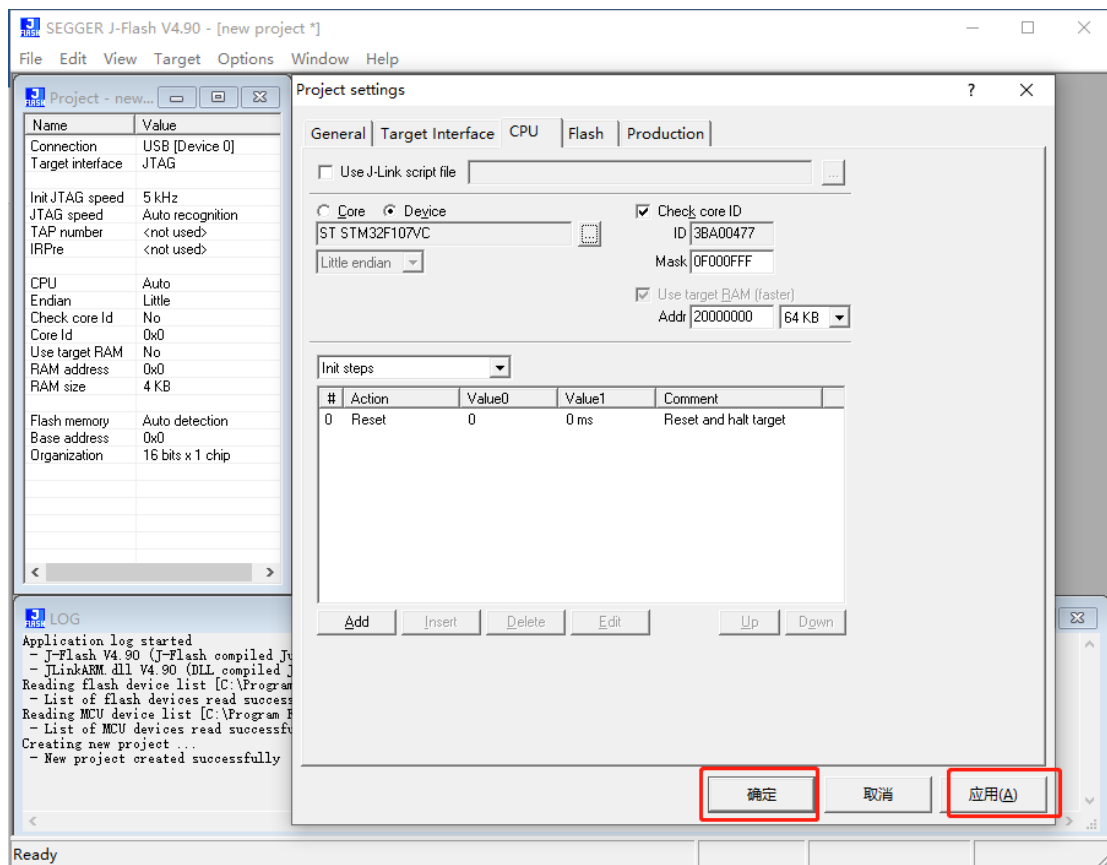 SEGGER J-Flash V4.90 - [new project *]
File Edit View Target Options Window Help
Project - new...
Name Value
Connection USB [Device 0]
Target interface JTAG
Init JTAG speed 5 kHz
JTAG speed Auto recognition
TAP number <not used>
IRPre <not used>
CPU Auto
Endian Little
Check core Id No
Core Id 0x0
Use target RAM No
RAM address 0x0
RAM size 4 KB
Flash memory Auto detection
Base address 0x0
Organization 16 bits x 1 chip
Project settings
General Target Interface CPU Flash Production
Use J-Link script file ...
Core Device
ST STM32F107VC ...
Little endian
Check core ID
ID 3BA00477
Mask 0F000FFF
Use target RAM (faster)
Addr 20000000 64 KB
Init steps
# Action Value0 Value1 Comment
0 Reset 0 0 ms Reset and halt target
Add Insert Delete Edit Up Down
确定 取消 应用(A)
LOG
Application log started
- J-Flash V4.90 (J-Flash compiled Ju
- JLinkARM.dll V4.90 (DLL compiled J
Reading flash device list [C:\Program
- List of flash devices read success
Reading MCU device list [C:\Program F
- List of MCU devices read successfu
Creating new project ...
- New project created successfully
Ready